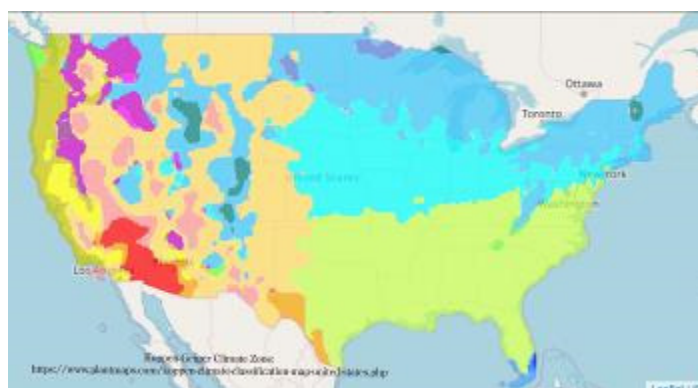 Ottawa
Toronto
United States
New York
Washington
Los Angeles
Koppen-Geiger Climate Zone:
https://www.plantmaps.com/koppen-climate-classification-map-united-states.php
Leaflet